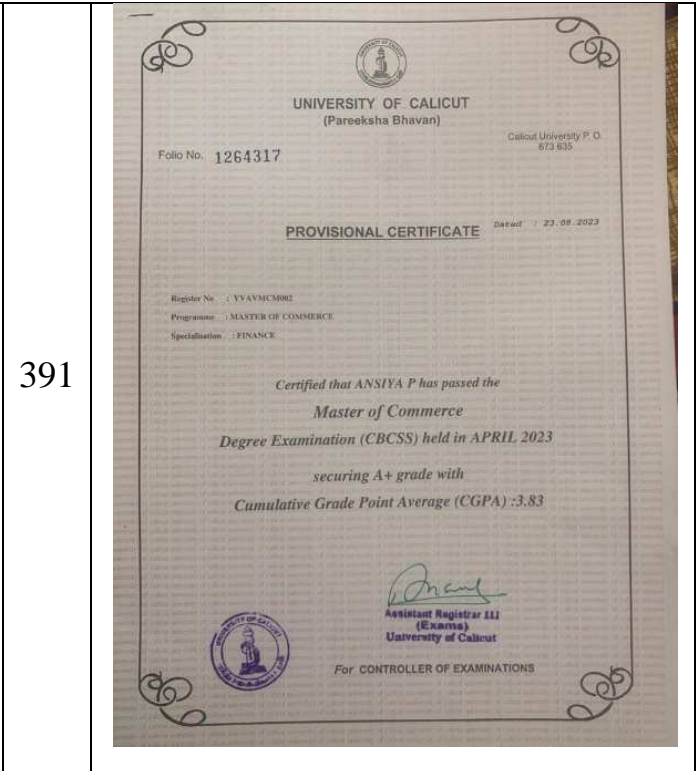 391
UNIVERSITY OF CALICUT
(Pareeksha Bhavan)
Calicut University P. O.
673 635
Folio No. 1264317
PROVISIONAL CERTIFICATE
Dated : 23.08.2023
Register No : YVAVMCM002
Programme : MASTER OF COMMERCE
Specialisation : FINANCE
Certified that ANSIYA P has passed the
Master of Commerce
Degree Examination (CBCSS) held in APRIL 2023
securing A+ grade with
Cumulative Grade Point Average (CGPA) :3.83
Assistant Registrar III
(Exams)
University of Calicut
For CONTROLLER OF EXAMINATIONS
UNIVERSITY OF CALICUT